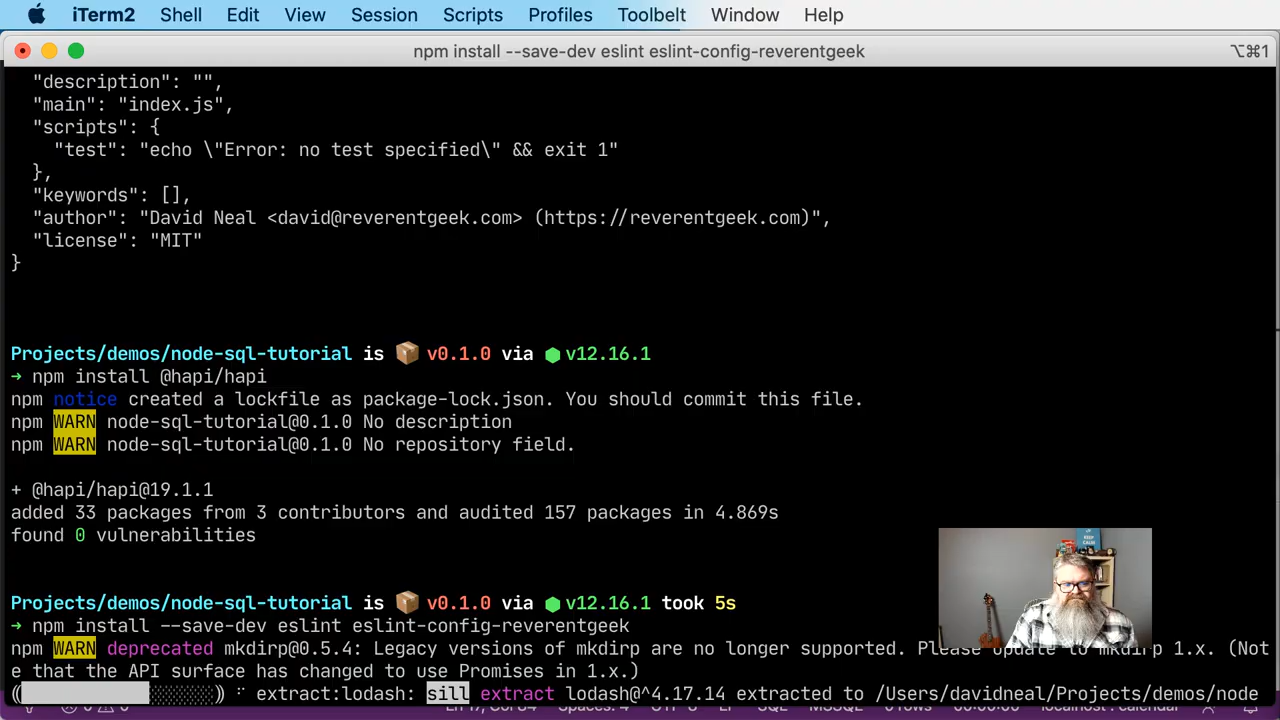 iTerm2 Shell Edit View Session Scripts Profiles Toolbelt Window Help
npm install --save-dev eslint eslint-config-reverentgeek ⌥⌘1
"description": "",
"main": "index.js",
"scripts": {
"test": "echo \"Error: no test specified\" && exit 1"
},
"keywords": [],
"author": "David Neal <david@reverentgeek.com> (https://reverentgeek.com)",
"license": "MIT"
}
Projects/demos/node-sql-tutorial is 📦 v0.1.0 via ⬢ v12.16.1
➜ npm install @hapi/hapi
npm notice created a lockfile as package-lock.json. You should commit this file.
npm WARN node-sql-tutorial@0.1.0 No description
npm WARN node-sql-tutorial@0.1.0 No repository field.
+ @hapi/hapi@19.1.1
added 33 packages from 3 contributors and audited 157 packages in 4.869s
found 0 vulnerabilities
KEEP CALM
Projects/demos/node-sql-tutorial is 📦 v0.1.0 via ⬢ v12.16.1 took 5s
➜ npm install --save-dev eslint eslint-config-reverentgeek
npm WARN deprecated mkdirp@0.5.4: Legacy versions of mkdirp are no longer supported. Please update to mkdirp 1.x. (Not
e that the API surface has changed to use Promises in 1.x.)
((██████░░░░░░)) ⠋ extract:lodash: sill extract lodash@^4.17.14 extracted to /Users/davidneal/Projects/demos/node